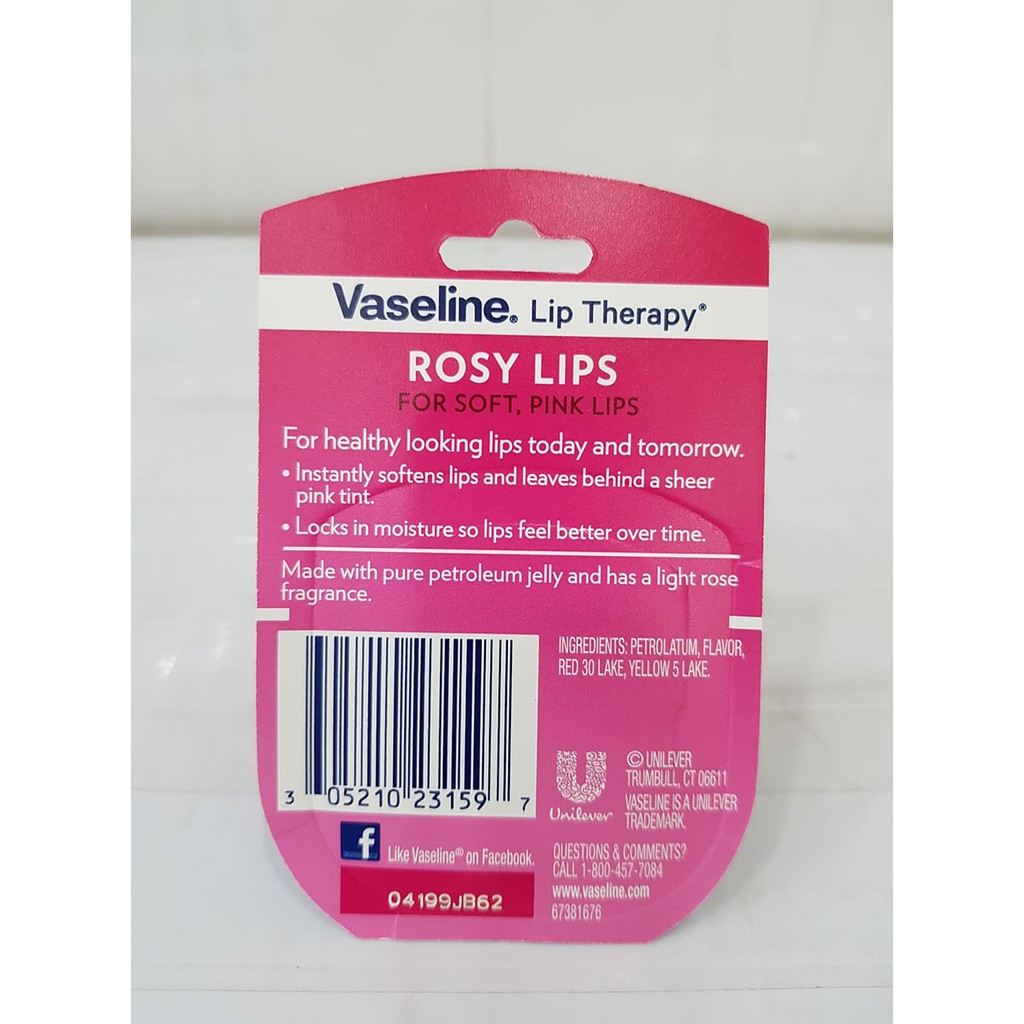 Vaseline® Lip Therapy®
ROSY LIPS
FOR SOFT, PINK LIPS
For healthy looking lips today and tomorrow.
• Instantly softens lips and leaves behind a sheer
pink tint.
• Locks in moisture so lips feel better over time.
Made with pure petroleum jelly and has a light rose
fragrance.
INGREDIENTS: PETROLATUM, FLAVOR,
RED 30 LAKE, YELLOW 5 LAKE.
3 05210 23159 7
Unilever
© UNILEVER
TRUMBULL, CT 06611
VASELINE IS A UNILEVER
TRADEMARK.
f Like Vaseline® on Facebook.
04199JB62
QUESTIONS & COMMENTS?
CALL 1-800-457-7084
www.vaseline.com
67381676